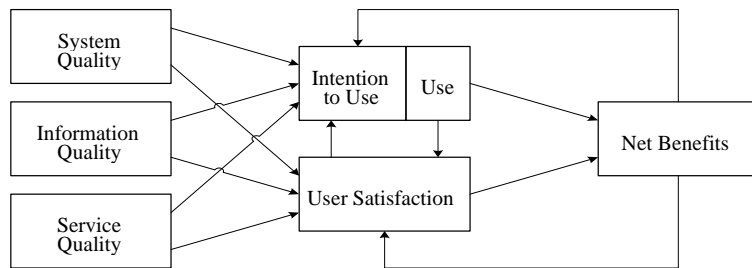 System
Quality
Information
Quality
Service
Quality
Intention
to Use
Use
User Satisfaction
Net Benefits